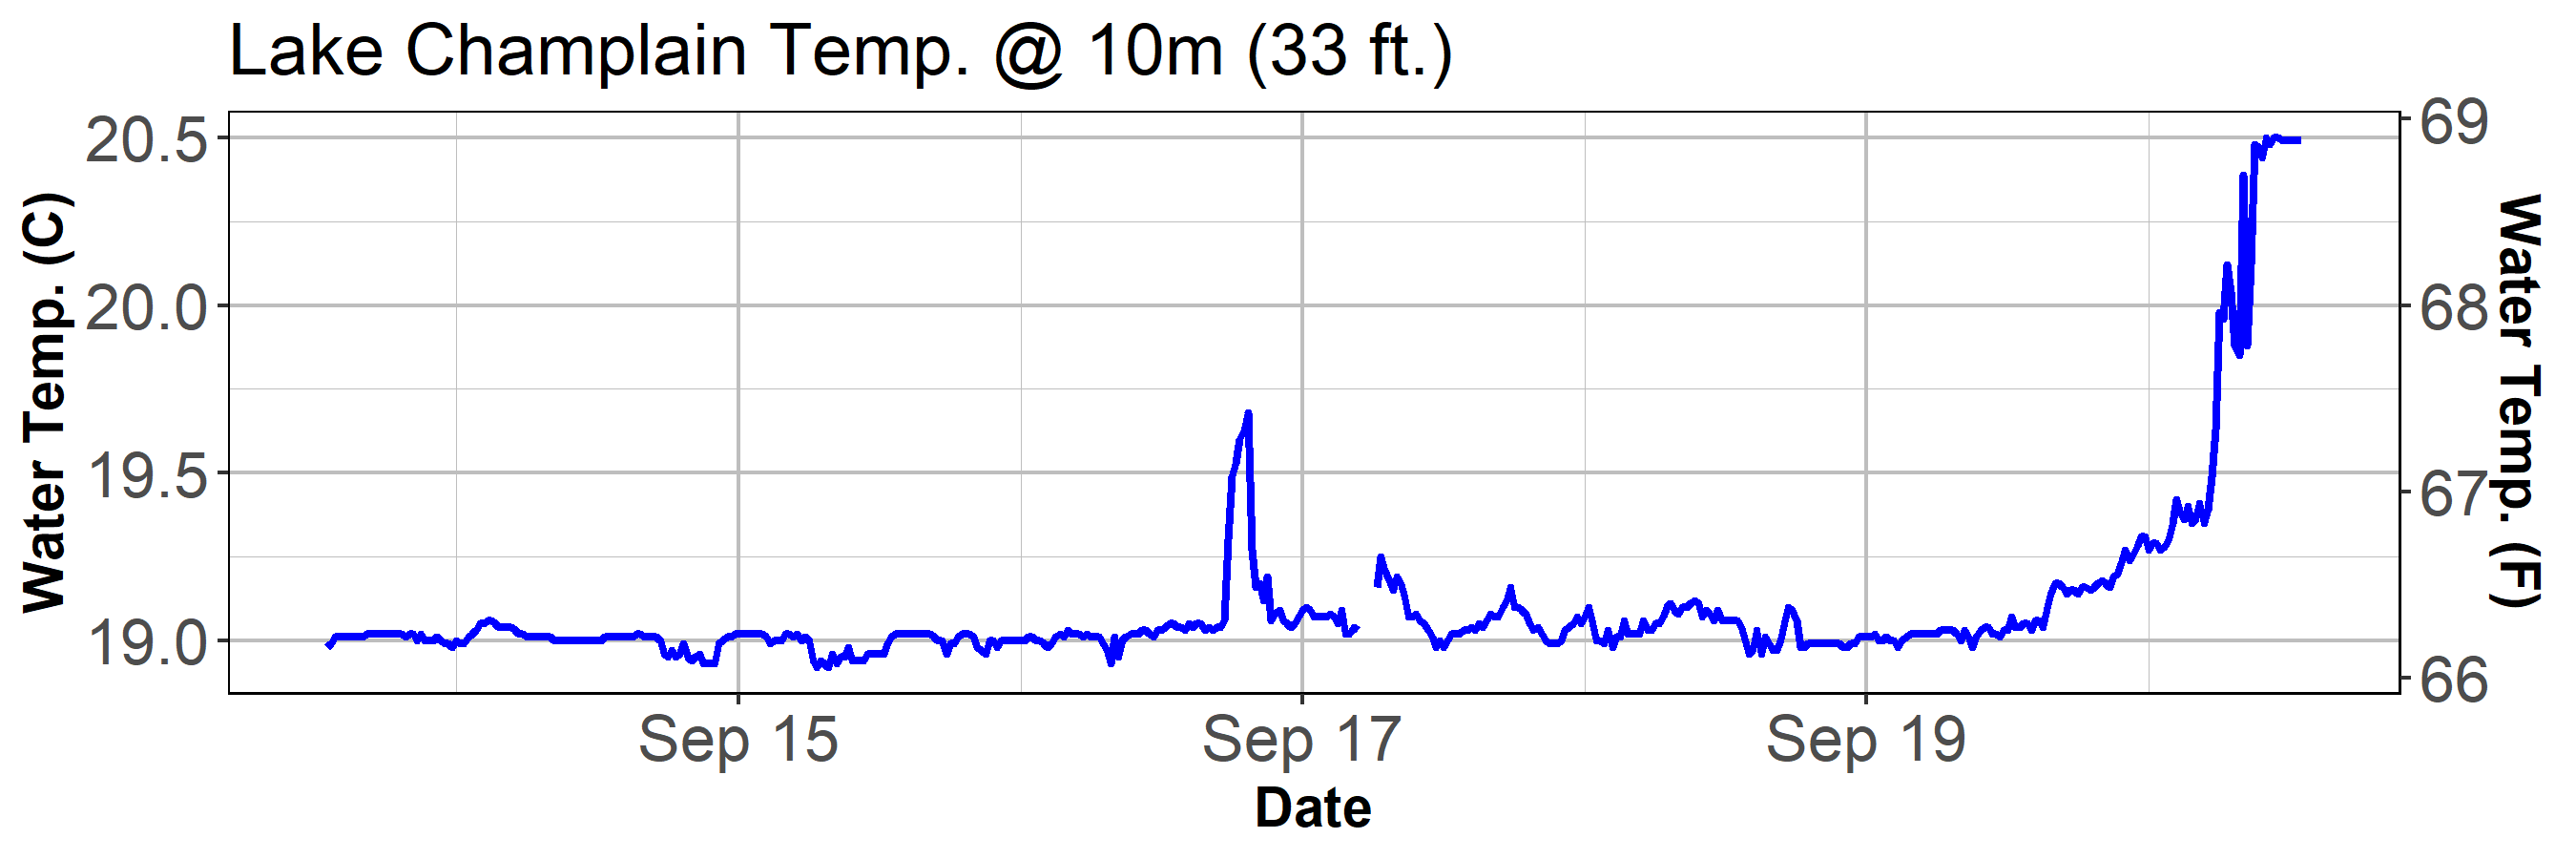 Lake Champlain Temp. @ 10m (33 ft.)
20.5
20.0
19.5
19.0
Water Temp. (C)
69
68
67
66
Water Temp. (F)
Sep 15 Sep 17 Sep 19
Date